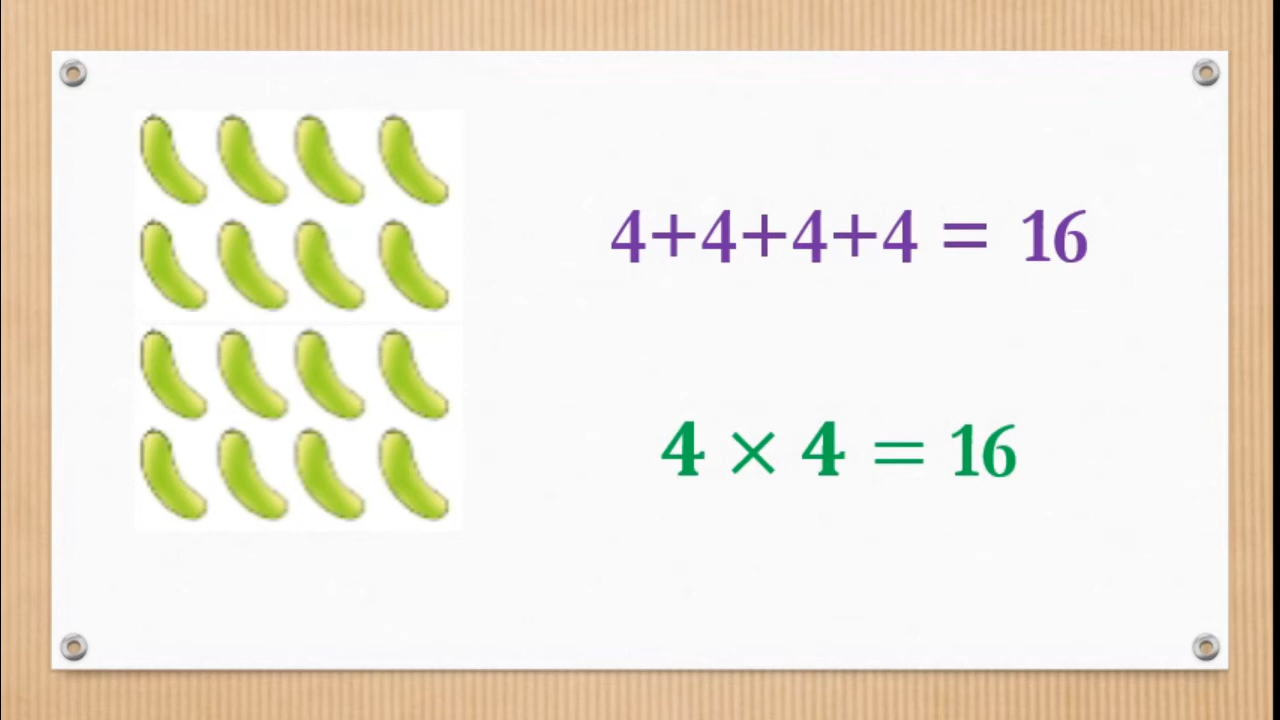 4+4+4+4 = 16
4 × 4 = 16